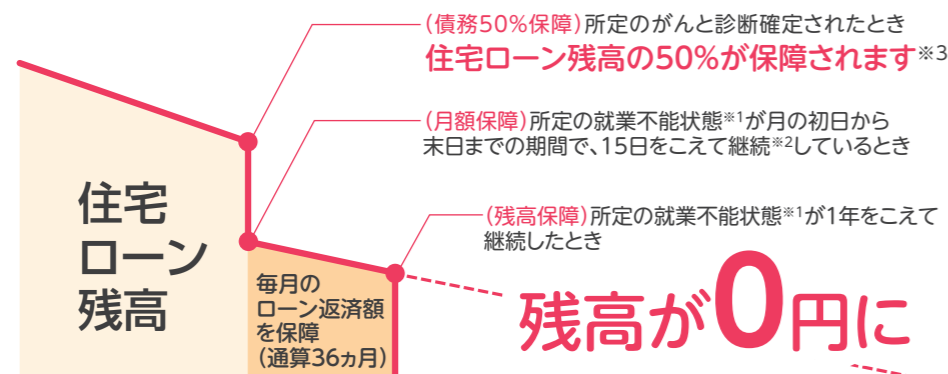 (債務50%保障)所定のがんと診断確定されたとき
住宅ローン残高の50%が保障されます※3
(月額保障)所定の就業不能状態※1が月の初日から
末日までの期間で、15日をこえて継続※2しているとき
(残高保障)所定の就業不能状態※1が1年をこえて
継続したとき
住宅
ローン
残高
毎月の
ローン返済額
を保障
(通算36ヵ月)
残高が0円に